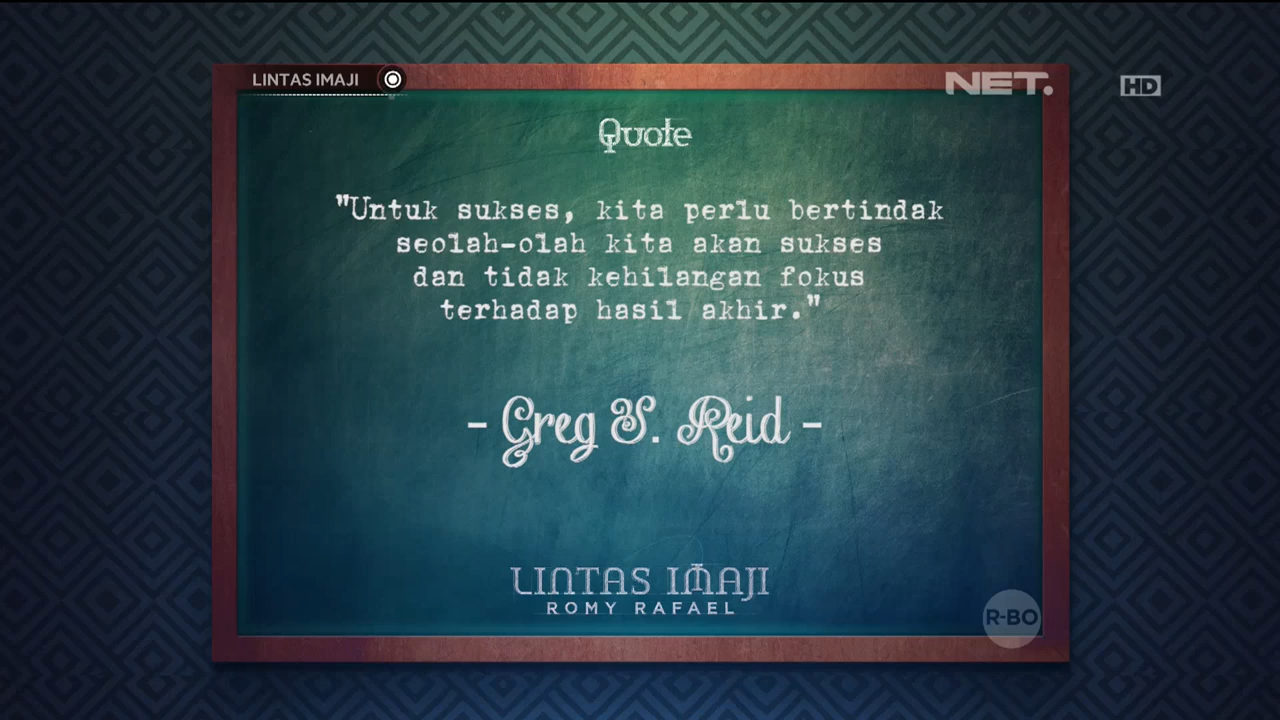 LINTAS IMAJI
NET.
HD
Quote
"Untuk sukses, kita perlu bertindak
seolah-olah kita akan sukses
dan tidak kehilangan fokus
terhadap hasil akhir."
- Greg S. Reid -
LINTAS IMAJI
ROMY RAFAEL
R-BO